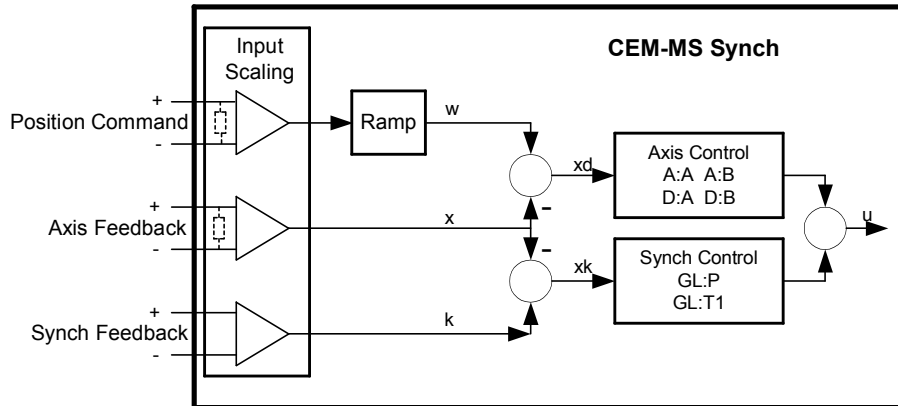 CEM-MS Synch
Input
Scaling
+
Position Command
-
Ramp
w
xd
Axis Control
A:A A:B
D:A D:B
+
Axis Feedback
-
x
-
-
u
xk
Synch Control
GL:P
GL:T1
+
Synch Feedback
-
k